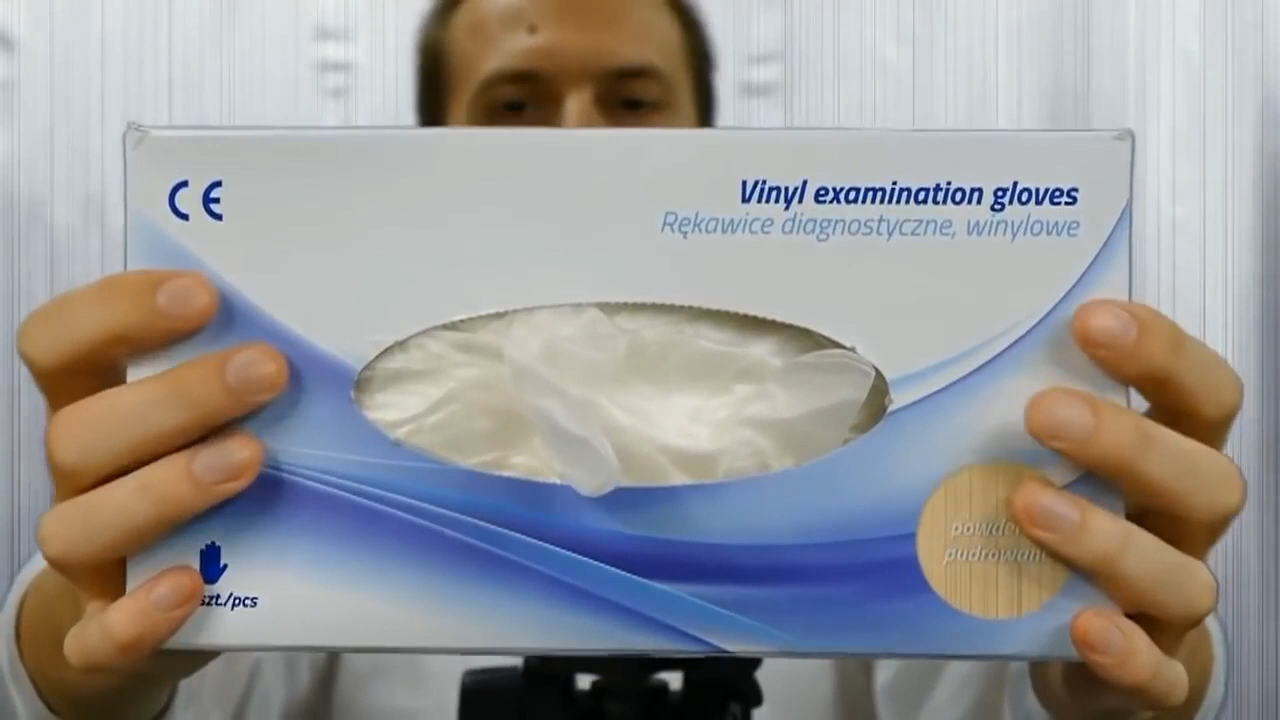 CE
Vinyl examination gloves
Rękawice diagnostyczne, winylowe
szt./pcs